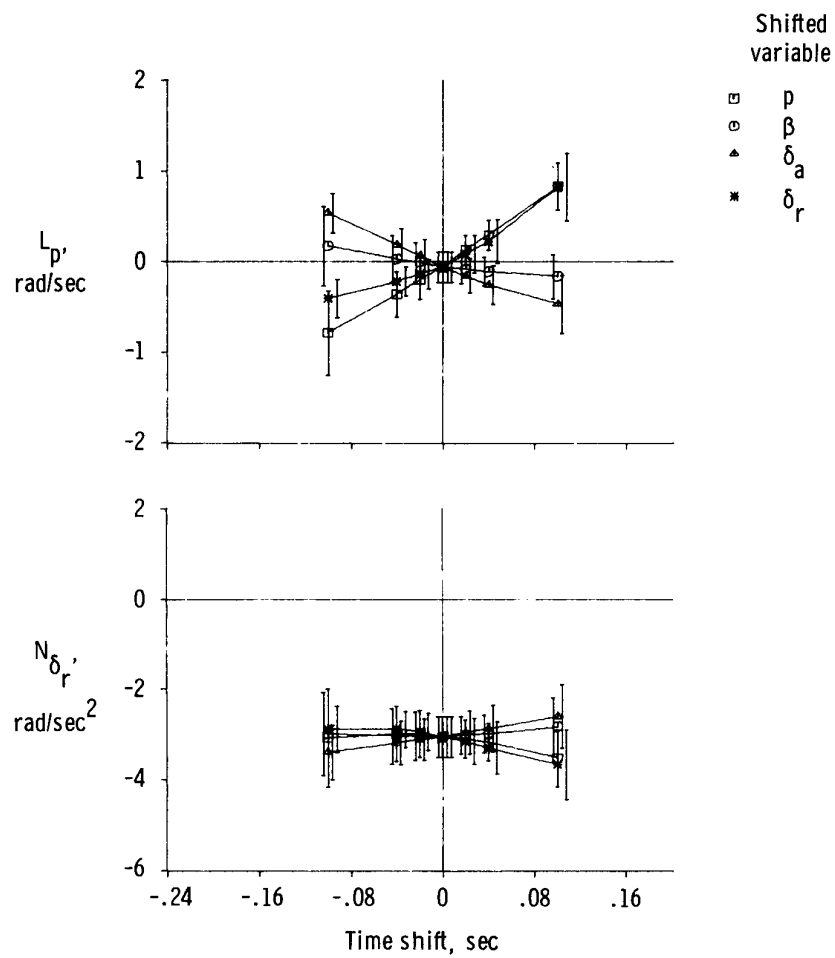 Shifted
variable
p
β
δa
δr
2
1
0
-1
-2
Lp,
rad/sec
2
0
-2
-4
-6
Nδr,
rad/sec2
-.24 -.16 -.08 0 .08 .16
Time shift, sec